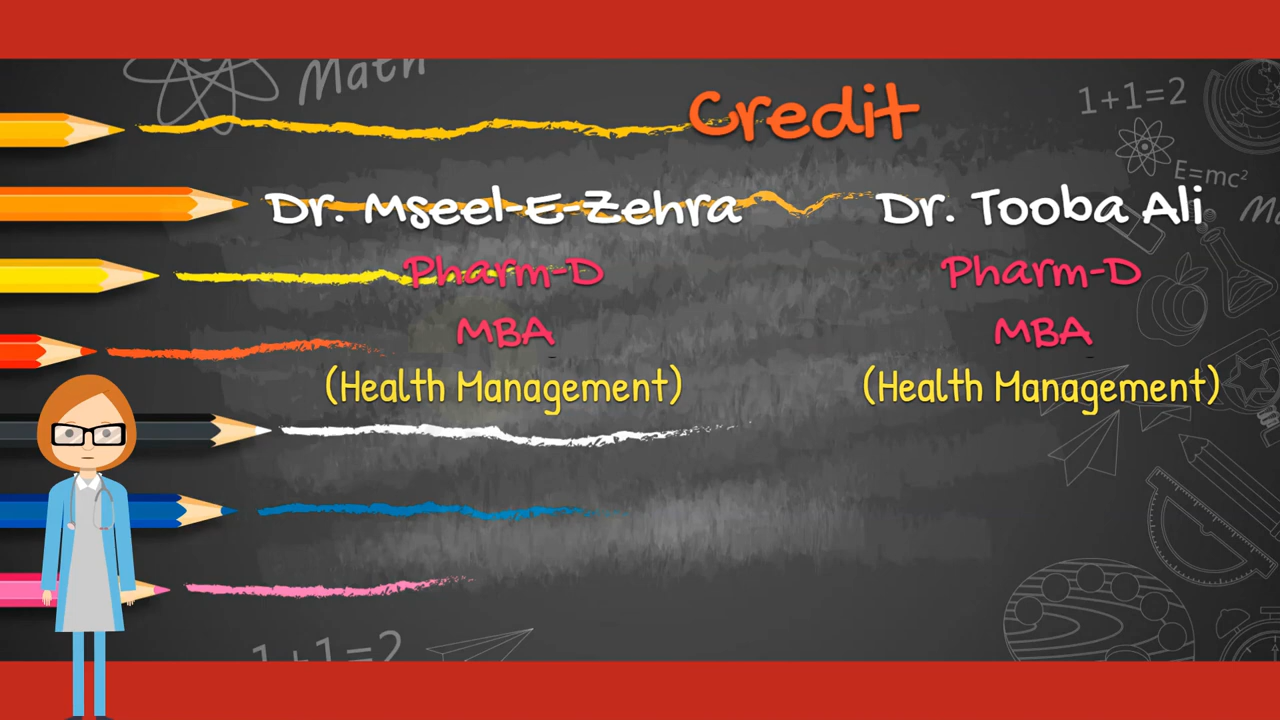 Math
Credit
1+1=2
E=mc²
Dr. Mseel-E-Zehra
Dr. Tooba Ali
Pharm-D
Pharm-D
MBA
MBA
(Health Management)
(Health Management)
1+1=2